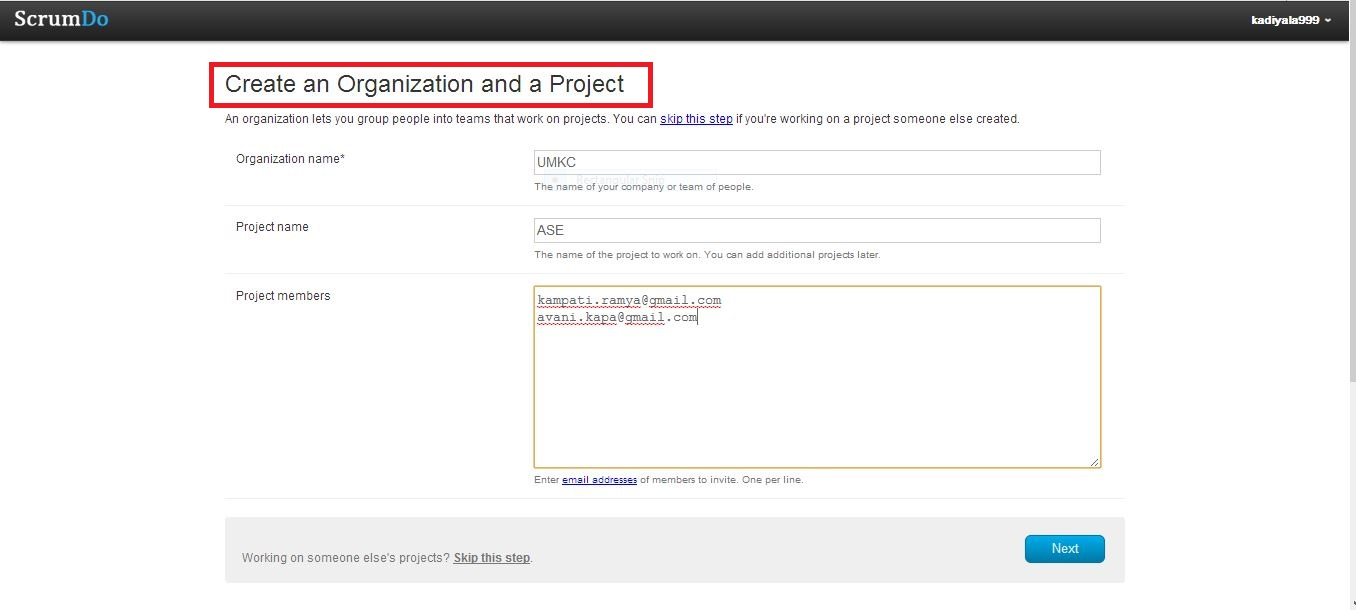 ScrumDo
kadiyala999
Create an Organization and a Project
An organization lets you group people into teams that work on projects. You can skip this step if you're working on a project someone else created.
Organization name*
UMKC
Rectangular Snip
The name of your company or team of people.
Project name
ASE
The name of the project to work on. You can add additional projects later.
Project members
kampati.ramya@gmail.com
avani.kapa@gmail.com
Enter email addresses of members to invite. One per line.
Working on someone else's projects? Skip this step.
Next